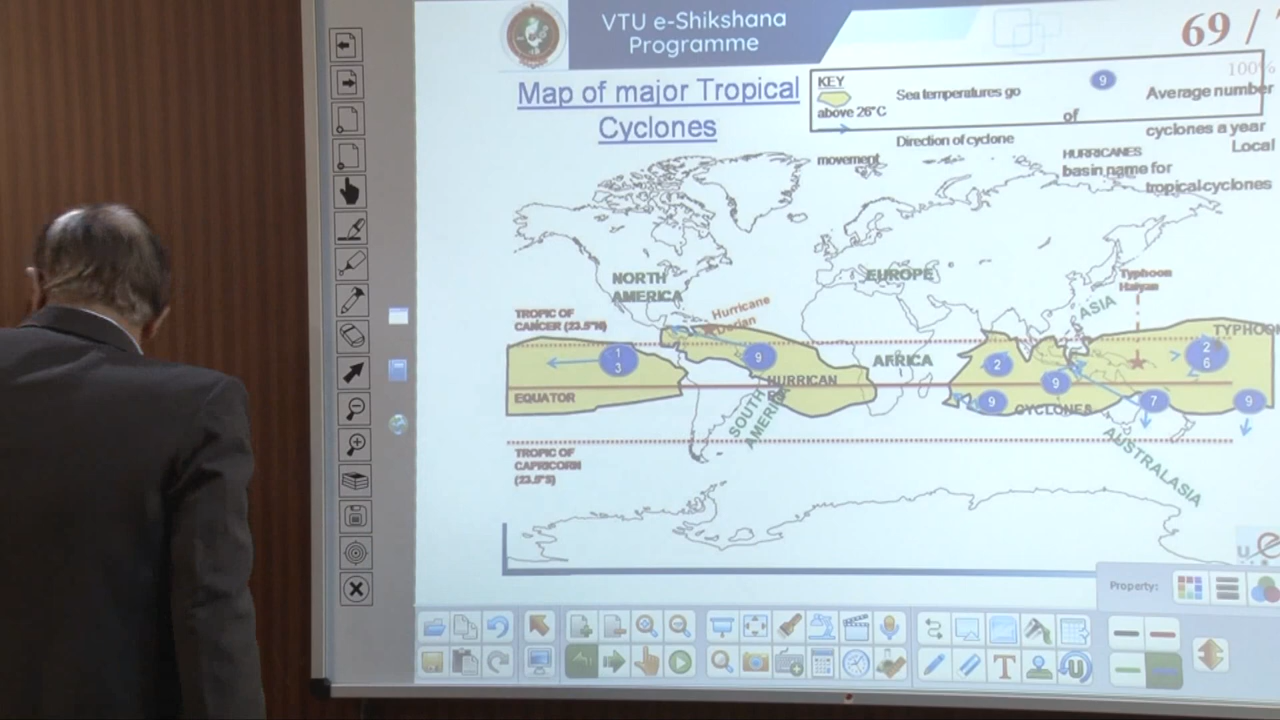 VTU e-Shikshana
Programme
69 /
100%
Map of major Tropical
Cyclones
KEY
above 26°C
Sea temperatures go
9
Average number
of
cyclones a year
Direction of cyclone
movement
HURRICANES
Local
basin name for
tropical cyclones
NORTH
AMERICA
EUROPE
ASIA
Typhoon
Haiyan
TROPIC OF
CANCER (23.5°N)
Hurricane
AFRICA
1
3
9
2
9
9
7
2
6
9
HURRICAN
EQUATOR
SOUTH
AMERICA
CYCLONES
AUSTRALASIA
TROPIC OF
CAPRICORN
(23.5°S)
u e
Property:
T